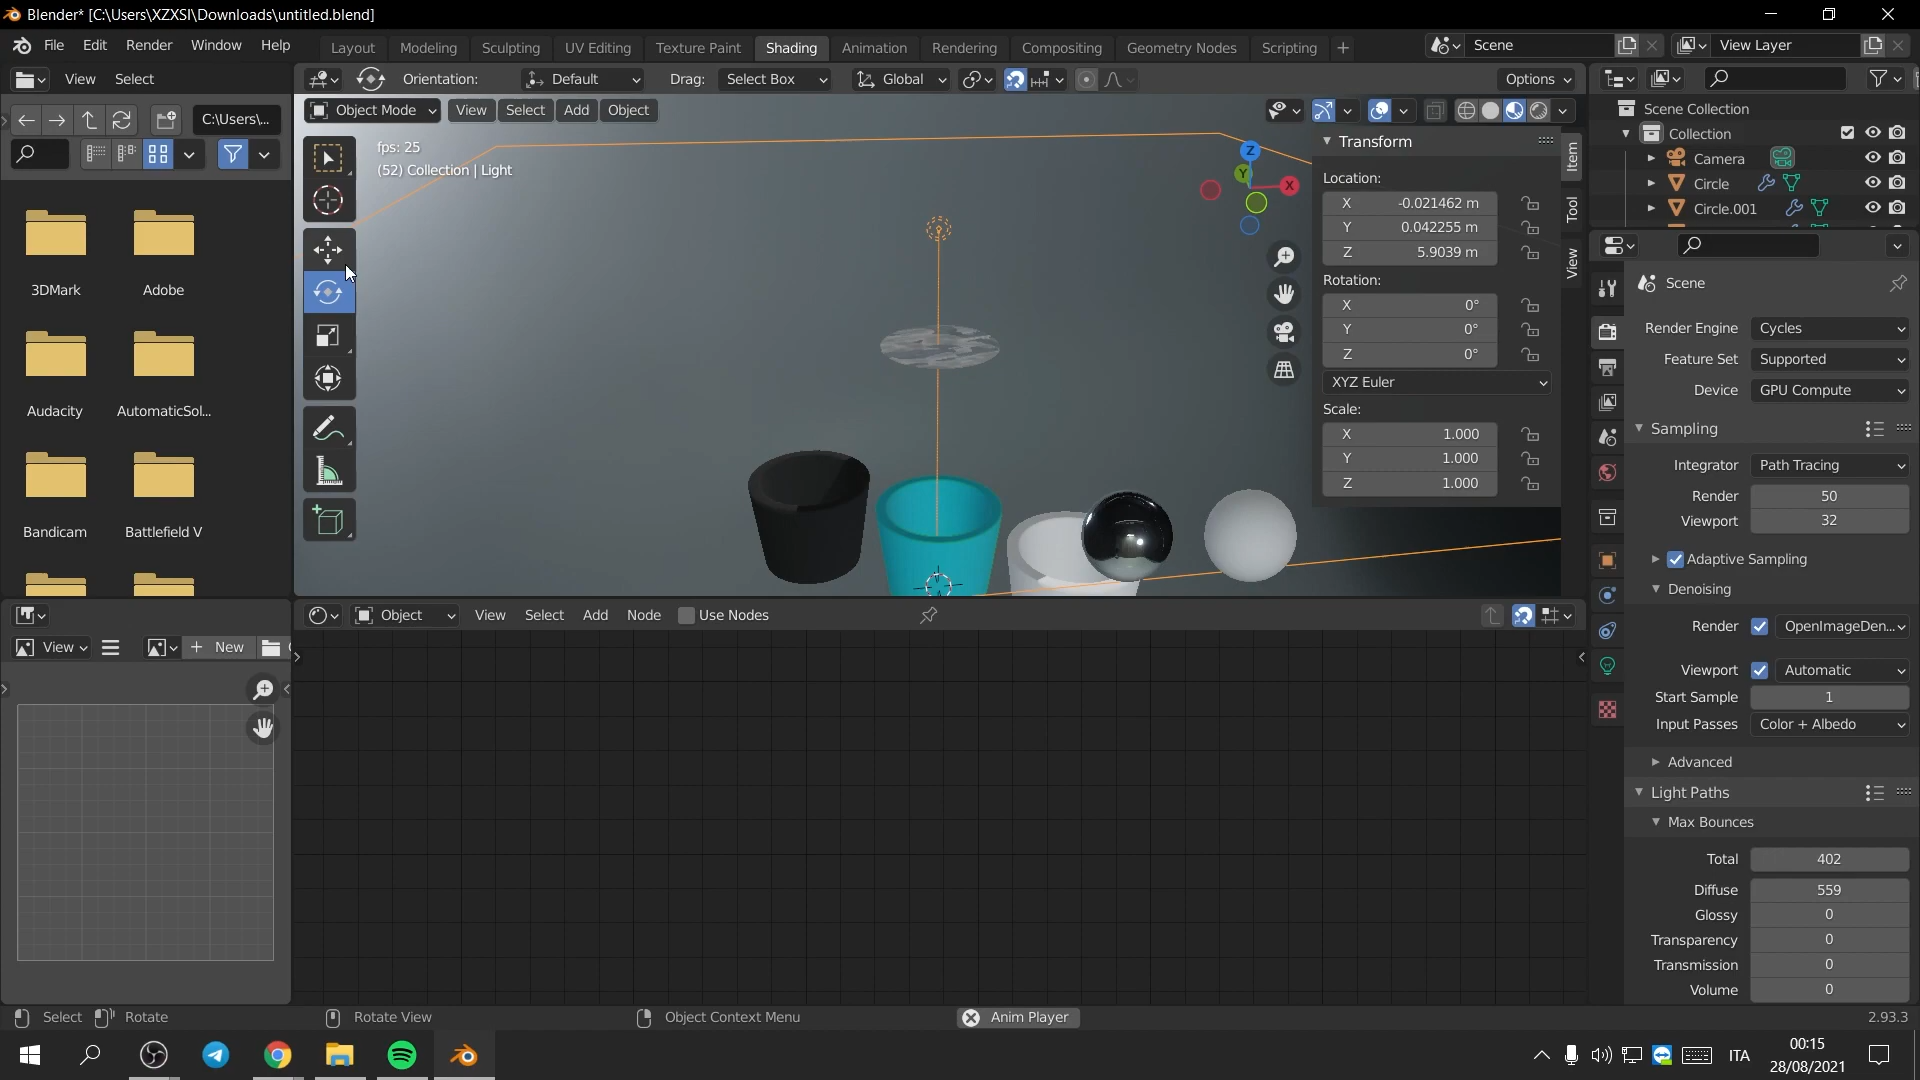 Blender* [C:\Users\XZXSI\Downloads\untitled.blend]
File Edit Render Window Help
Layout Modeling Sculpting UV Editing Texture Paint Shading Animation Rendering Compositing Geometry Nodes Scripting +
Scene View Layer
View Select
Orientation: Default Drag: Select Box Global Options
C:\Users\...
Object Mode View Select Add Object
fps: 25
(52) Collection | Light
Z
Y
X
Transform
Location:
X -0.021462 m
Y 0.042255 m
Z 5.9039 m
Rotation:
X 0°
Y 0°
Z 0°
XYZ Euler
Scale:
X 1.000
Y 1.000
Z 1.000
Item
Tool
View
Scene Collection
Collection
Camera
Circle
Circle.001
Scene
Render Engine Cycles
Feature Set Supported
Device GPU Compute
Sampling
Integrator Path Tracing
Render 50
Viewport 32
Adaptive Sampling
Denoising
Render OpenImageDen...
Viewport Automatic
Start Sample 1
Input Passes Color + Albedo
Advanced
Light Paths
Max Bounces
Total 402
Diffuse 559
Glossy 0
Transparency 0
Transmission 0
Volume 0
3DMark Adobe
Audacity AutomaticSol...
Bandicam Battlefield V
View + New
Object View Select Add Node Use Nodes
Select Rotate Rotate View Object Context Menu Anim Player 2.93.3
ITA
00:15
28/08/2021